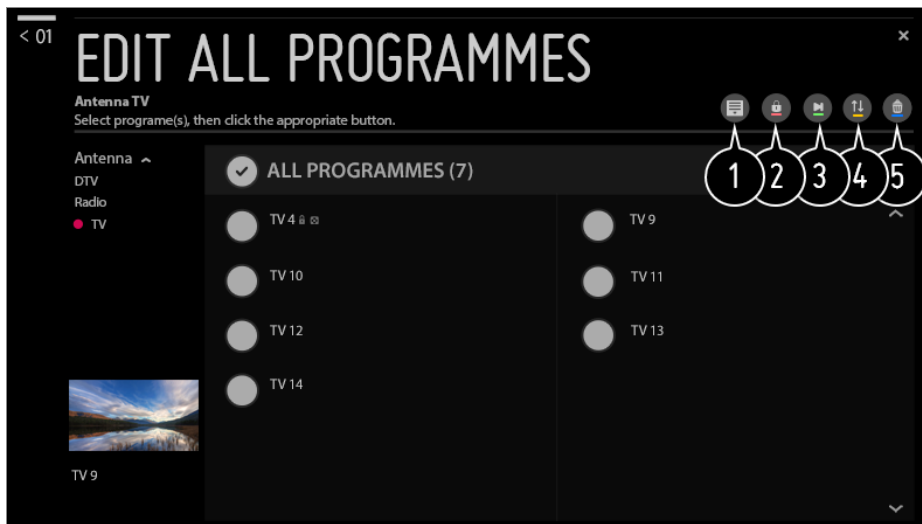 < 01
EDIT ALL PROGRAMMES
×
Antenna TV
Select programe(s), then click the appropriate button.
1 2 3 4 5
Antenna
DTV
Radio
TV
ALL PROGRAMMES (7)
TV 4
TV 9
TV 10
TV 11
TV 12
TV 13
TV 14
TV 9